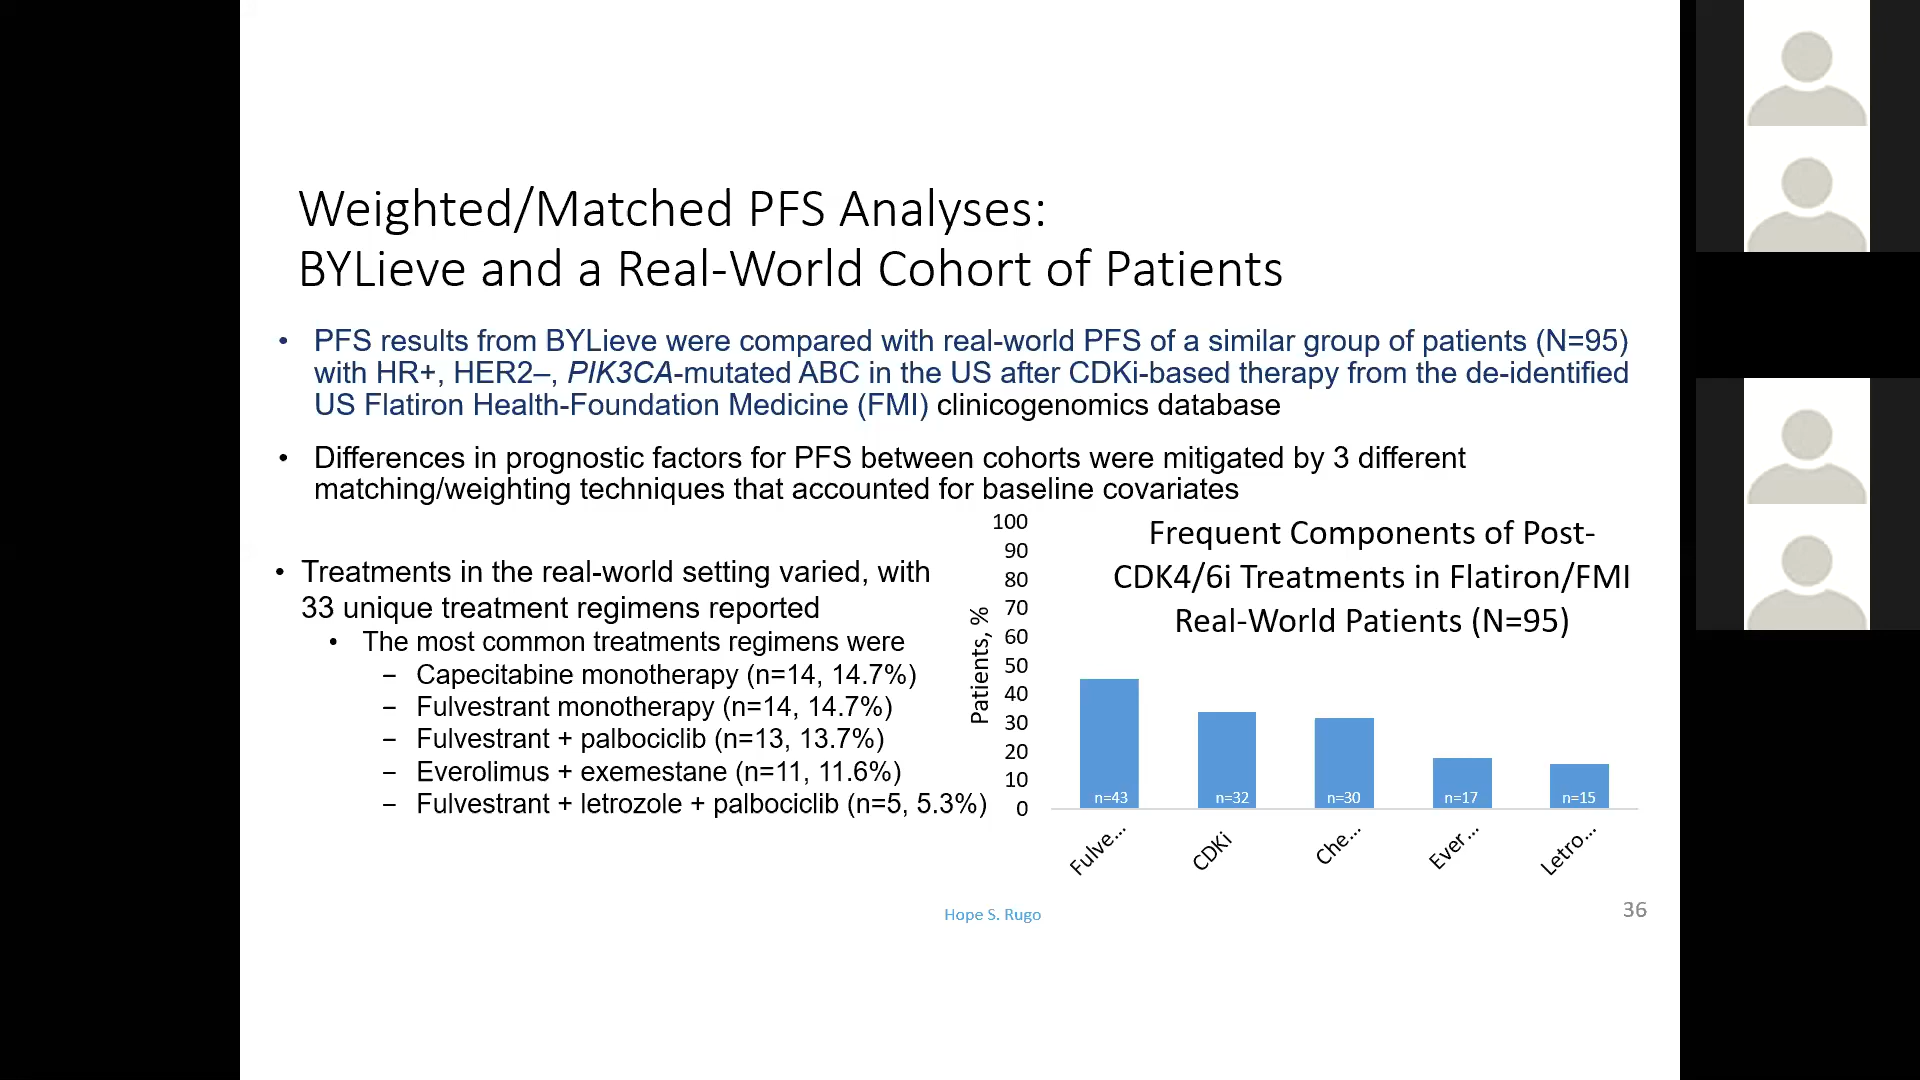 Weighted/Matched PFS Analyses:
BYLieve and a Real-World Cohort of Patients
• PFS results from BYLieve were compared with real-world PFS of a similar group of patients (N=95)
with HR+, HER2–, PIK3CA-mutated ABC in the US after CDKi-based therapy from the de-identified
US Flatiron Health-Foundation Medicine (FMI) clinicogenomics database
• Differences in prognostic factors for PFS between cohorts were mitigated by 3 different
matching/weighting techniques that accounted for baseline covariates
• Treatments in the real-world setting varied, with
33 unique treatment regimens reported
• The most common treatments regimens were
– Capecitabine monotherapy (n=14, 14.7%)
– Fulvestrant monotherapy (n=14, 14.7%)
– Fulvestrant + palbociclib (n=13, 13.7%)
– Everolimus + exemestane (n=11, 11.6%)
– Fulvestrant + letrozole + palbociclib (n=5, 5.3%)
Frequent Components of Post-
CDK4/6i Treatments in Flatiron/FMI
Real-World Patients (N=95)
Patients, %
100
90
80
70
60
50
40
30
20
10
0
n=43
n=32
n=30
n=17
n=15
Fulve...
CDKi
Che...
Ever...
Letro...
Hope S. Rugo
36